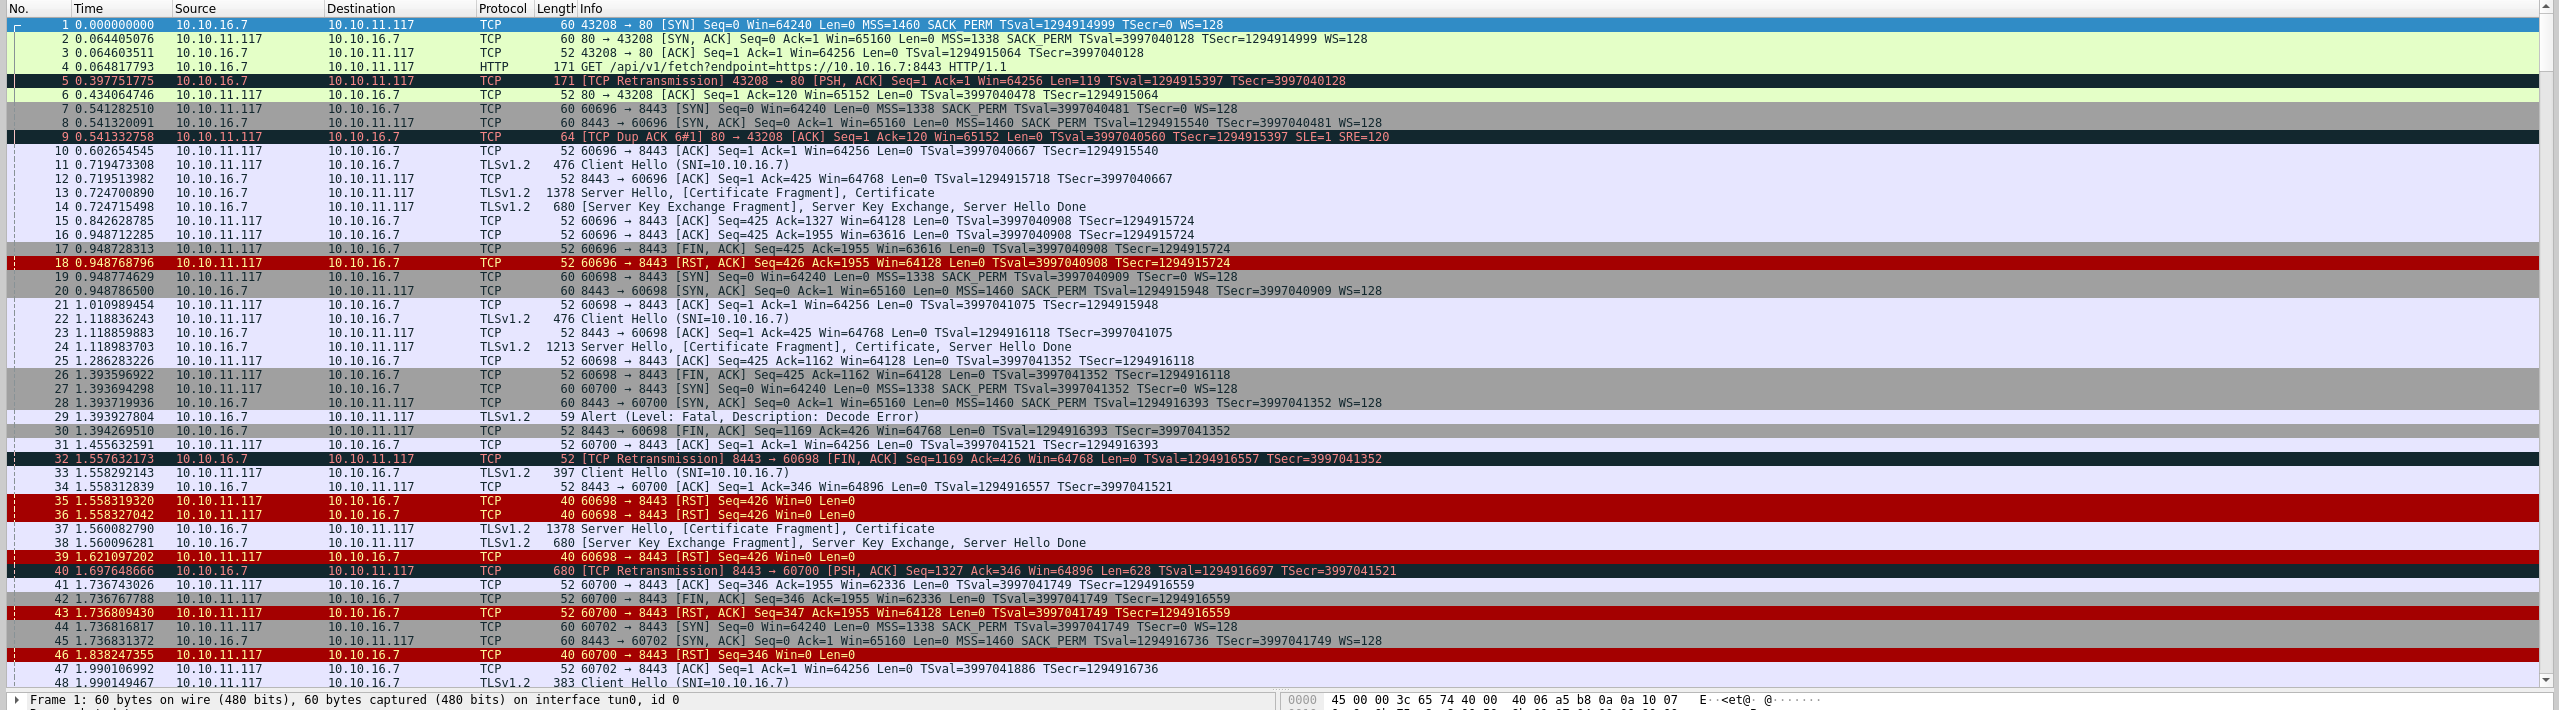 No. Time Source Destination Protocol Length Info
1 0.000000000 10.10.16.7 10.10.11.117 TCP 60 43208 → 80 [SYN] Seq=0 Win=64240 Len=0 MSS=1460 SACK_PERM TSval=1294914999 TSecr=0 WS=128
2 0.064405076 10.10.11.117 10.10.16.7 TCP 60 80 → 43208 [SYN, ACK] Seq=0 Ack=1 Win=65160 Len=0 MSS=1338 SACK_PERM TSval=3997040128 TSecr=1294914999 WS=128
3 0.064603511 10.10.16.7 10.10.11.117 TCP 52 43208 → 80 [ACK] Seq=1 Ack=1 Win=64256 Len=0 TSval=1294915064 TSecr=3997040128
4 0.064817793 10.10.16.7 10.10.11.117 HTTP 171 GET /api/v1/fetch?endpoint=https://10.10.16.7:8443 HTTP/1.1
5 0.397751775 10.10.16.7 10.10.11.117 TCP 171 [TCP Retransmission] 43208 → 80 [PSH, ACK] Seq=1 Ack=1 Win=64256 Len=119 TSval=1294915397 TSecr=3997040128
6 0.434064746 10.10.11.117 10.10.16.7 TCP 52 80 → 43208 [ACK] Seq=1 Ack=120 Win=65152 Len=0 TSval=3997040478 TSecr=1294915064
7 0.541282510 10.10.11.117 10.10.16.7 TCP 60 60696 → 8443 [SYN] Seq=0 Win=64240 Len=0 MSS=1338 SACK_PERM TSval=3997040481 TSecr=0 WS=128
8 0.541320091 10.10.16.7 10.10.11.117 TCP 60 8443 → 60696 [SYN, ACK] Seq=0 Ack=1 Win=65160 Len=0 MSS=1460 SACK_PERM TSval=1294915540 TSecr=3997040481 WS=128
9 0.541332758 10.10.11.117 10.10.16.7 TCP 64 [TCP Dup ACK 6#1] 80 → 43208 [ACK] Seq=1 Ack=120 Win=65152 Len=0 TSval=3997040560 TSecr=1294915397 SLE=1 SRE=120
10 0.602654545 10.10.11.117 10.10.16.7 TCP 52 60696 → 8443 [ACK] Seq=1 Ack=1 Win=64256 Len=0 TSval=3997040667 TSecr=1294915540
11 0.719473308 10.10.11.117 10.10.16.7 TLSv1.2 476 Client Hello (SNI=10.10.16.7)
12 0.719513982 10.10.16.7 10.10.11.117 TCP 52 8443 → 60696 [ACK] Seq=1 Ack=425 Win=64768 Len=0 TSval=1294915718 TSecr=3997040667
13 0.724700890 10.10.16.7 10.10.11.117 TLSv1.2 1378 Server Hello, [Certificate Fragment], Certificate
14 0.724715498 10.10.16.7 10.10.11.117 TLSv1.2 680 [Server Key Exchange Fragment], Server Key Exchange, Server Hello Done
15 0.842628785 10.10.11.117 10.10.16.7 TCP 52 60696 → 8443 [ACK] Seq=425 Ack=1327 Win=64128 Len=0 TSval=3997040908 TSecr=1294915724
16 0.948712285 10.10.11.117 10.10.16.7 TCP 52 60696 → 8443 [ACK] Seq=425 Ack=1955 Win=63616 Len=0 TSval=3997040908 TSecr=1294915724
17 0.948728313 10.10.11.117 10.10.16.7 TCP 52 60696 → 8443 [FIN, ACK] Seq=425 Ack=1955 Win=63616 Len=0 TSval=3997040908 TSecr=1294915724
18 0.948768796 10.10.11.117 10.10.16.7 TCP 52 60696 → 8443 [RST, ACK] Seq=426 Ack=1955 Win=64128 Len=0 TSval=3997040908 TSecr=1294915724
19 0.948774629 10.10.11.117 10.10.16.7 TCP 60 60698 → 8443 [SYN] Seq=0 Win=64240 Len=0 MSS=1338 SACK_PERM TSval=3997040909 TSecr=0 WS=128
20 0.948786500 10.10.16.7 10.10.11.117 TCP 60 8443 → 60698 [SYN, ACK] Seq=0 Ack=1 Win=65160 Len=0 MSS=1460 SACK_PERM TSval=1294915948 TSecr=3997040909 WS=128
21 1.010989454 10.10.11.117 10.10.16.7 TCP 52 60698 → 8443 [ACK] Seq=1 Ack=1 Win=64256 Len=0 TSval=3997041075 TSecr=1294915948
22 1.118836243 10.10.11.117 10.10.16.7 TLSv1.2 476 Client Hello (SNI=10.10.16.7)
23 1.118859883 10.10.16.7 10.10.11.117 TCP 52 8443 → 60698 [ACK] Seq=1 Ack=425 Win=64768 Len=0 TSval=1294916118 TSecr=3997041075
24 1.118983703 10.10.16.7 10.10.11.117 TLSv1.2 1213 Server Hello, [Certificate Fragment], Certificate, Server Hello Done
25 1.286283226 10.10.11.117 10.10.16.7 TCP 52 60698 → 8443 [ACK] Seq=425 Ack=1162 Win=64128 Len=0 TSval=3997041352 TSecr=1294916118
26 1.393596922 10.10.11.117 10.10.16.7 TCP 52 60698 → 8443 [FIN, ACK] Seq=425 Ack=1162 Win=64128 Len=0 TSval=3997041352 TSecr=1294916118
27 1.393694298 10.10.11.117 10.10.16.7 TCP 60 60700 → 8443 [SYN] Seq=0 Win=64240 Len=0 MSS=1338 SACK_PERM TSval=3997041352 TSecr=0 WS=128
28 1.393719936 10.10.16.7 10.10.11.117 TCP 60 8443 → 60700 [SYN, ACK] Seq=0 Ack=1 Win=65160 Len=0 MSS=1460 SACK_PERM TSval=1294916393 TSecr=3997041352 WS=128
29 1.393927804 10.10.16.7 10.10.11.117 TLSv1.2 59 Alert (Level: Fatal, Description: Decode Error)
30 1.394269510 10.10.16.7 10.10.11.117 TCP 52 8443 → 60698 [FIN, ACK] Seq=1169 Ack=426 Win=64768 Len=0 TSval=1294916393 TSecr=3997041352
31 1.455632591 10.10.11.117 10.10.16.7 TCP 52 60700 → 8443 [ACK] Seq=1 Ack=1 Win=64256 Len=0 TSval=3997041521 TSecr=1294916393
32 1.557632173 10.10.16.7 10.10.11.117 TCP 52 [TCP Retransmission] 8443 → 60698 [FIN, ACK] Seq=1169 Ack=426 Win=64768 Len=0 TSval=1294916557 TSecr=3997041352
33 1.558292143 10.10.11.117 10.10.16.7 TLSv1.2 397 Client Hello (SNI=10.10.16.7)
34 1.558312839 10.10.16.7 10.10.11.117 TCP 52 8443 → 60700 [ACK] Seq=1 Ack=346 Win=64896 Len=0 TSval=1294916557 TSecr=3997041521
35 1.558319320 10.10.11.117 10.10.16.7 TCP 40 60698 → 8443 [RST] Seq=426 Win=0 Len=0
36 1.558327042 10.10.11.117 10.10.16.7 TCP 40 60698 → 8443 [RST] Seq=426 Win=0 Len=0
37 1.560082790 10.10.16.7 10.10.11.117 TLSv1.2 1378 Server Hello, [Certificate Fragment], Certificate
38 1.560096281 10.10.16.7 10.10.11.117 TLSv1.2 680 [Server Key Exchange Fragment], Server Key Exchange, Server Hello Done
39 1.621097202 10.10.11.117 10.10.16.7 TCP 40 60698 → 8443 [RST] Seq=426 Win=0 Len=0
40 1.697648666 10.10.16.7 10.10.11.117 TCP 680 [TCP Retransmission] 8443 → 60700 [PSH, ACK] Seq=1327 Ack=346 Win=64896 Len=628 TSval=1294916697 TSecr=3997041521
41 1.736743026 10.10.11.117 10.10.16.7 TCP 52 60700 → 8443 [ACK] Seq=346 Ack=1955 Win=62336 Len=0 TSval=3997041749 TSecr=1294916559
42 1.736767788 10.10.11.117 10.10.16.7 TCP 52 60700 → 8443 [FIN, ACK] Seq=346 Ack=1955 Win=62336 Len=0 TSval=3997041749 TSecr=1294916559
43 1.736809430 10.10.11.117 10.10.16.7 TCP 52 60700 → 8443 [RST, ACK] Seq=347 Ack=1955 Win=64128 Len=0 TSval=3997041749 TSecr=1294916559
44 1.736816817 10.10.11.117 10.10.16.7 TCP 60 60702 → 8443 [SYN] Seq=0 Win=64240 Len=0 MSS=1338 SACK_PERM TSval=3997041749 TSecr=0 WS=128
45 1.736831372 10.10.16.7 10.10.11.117 TCP 60 8443 → 60702 [SYN, ACK] Seq=0 Ack=1 Win=65160 Len=0 MSS=1460 SACK_PERM TSval=1294916736 TSecr=3997041749 WS=128
46 1.838247355 10.10.11.117 10.10.16.7 TCP 40 60700 → 8443 [RST] Seq=346 Win=0 Len=0
47 1.990106992 10.10.11.117 10.10.16.7 TCP 52 60702 → 8443 [ACK] Seq=1 Ack=1 Win=64256 Len=0 TSval=3997041886 TSecr=1294916736
48 1.990149467 10.10.11.117 10.10.16.7 TLSv1.2 383 Client Hello (SNI=10.10.16.7)
Frame 1: 60 bytes on wire (480 bits), 60 bytes captured (480 bits) on interface tun0, id 0
0000 45 00 00 3c 65 74 40 00 40 06 a5 b8 0a 0a 10 07 E··<et@· @·······